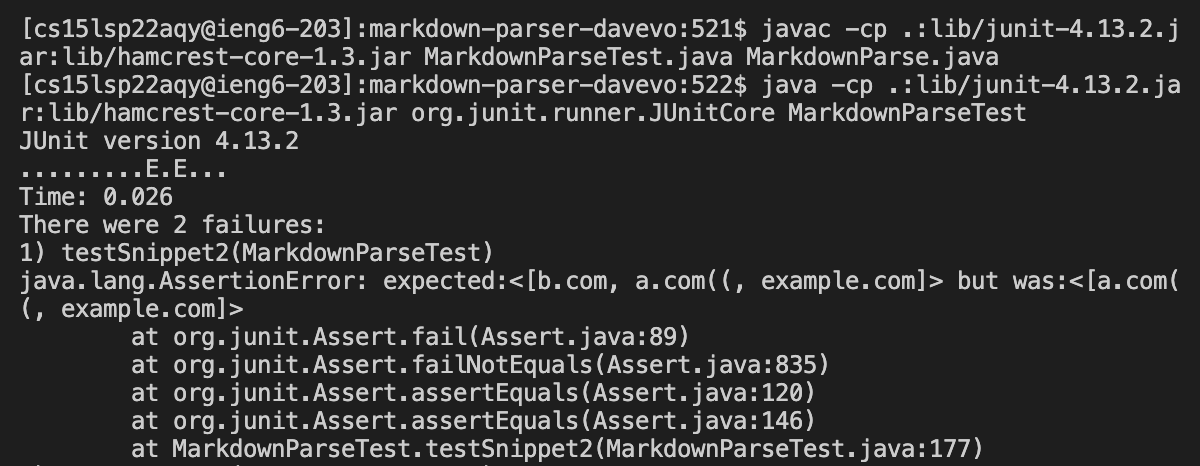 [cs15lsp22aqy@ieng6-203]:markdown-parser-davevo:521$ javac -cp .:lib/junit-4.13.2.j
ar:lib/hamcrest-core-1.3.jar MarkdownParseTest.java MarkdownParse.java
[cs15lsp22aqy@ieng6-203]:markdown-parser-davevo:522$ java -cp .:lib/junit-4.13.2.ja
r:lib/hamcrest-core-1.3.jar org.junit.runner.JUnitCore MarkdownParseTest
JUnit version 4.13.2
.........E.E...
Time: 0.026
There were 2 failures:
1) testSnippet2(MarkdownParseTest)
java.lang.AssertionError: expected:<[b.com, a.com((, example.com]> but was:<[a.com(
(, example.com]>
        at org.junit.Assert.fail(Assert.java:89)
        at org.junit.Assert.failNotEquals(Assert.java:835)
        at org.junit.Assert.assertEquals(Assert.java:120)
        at org.junit.Assert.assertEquals(Assert.java:146)
        at MarkdownParseTest.testSnippet2(MarkdownParseTest.java:177)